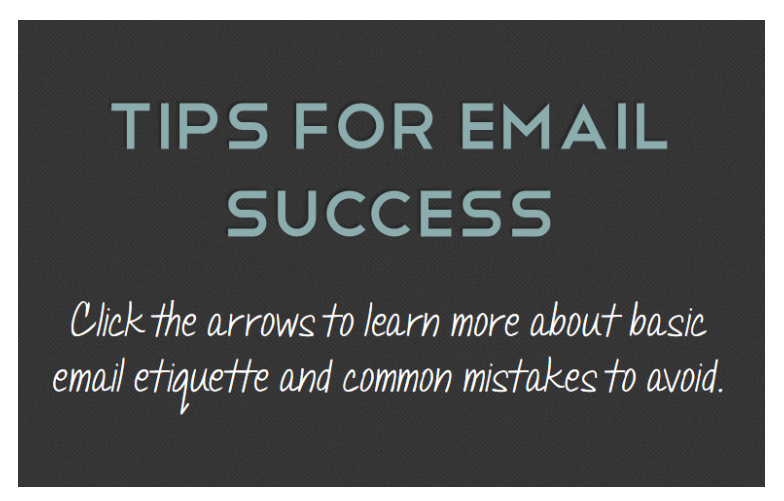 TIPS FOR EMAIL
SUCCESS
Click the arrows to learn more about basic
email etiquette and common mistakes to avoid.